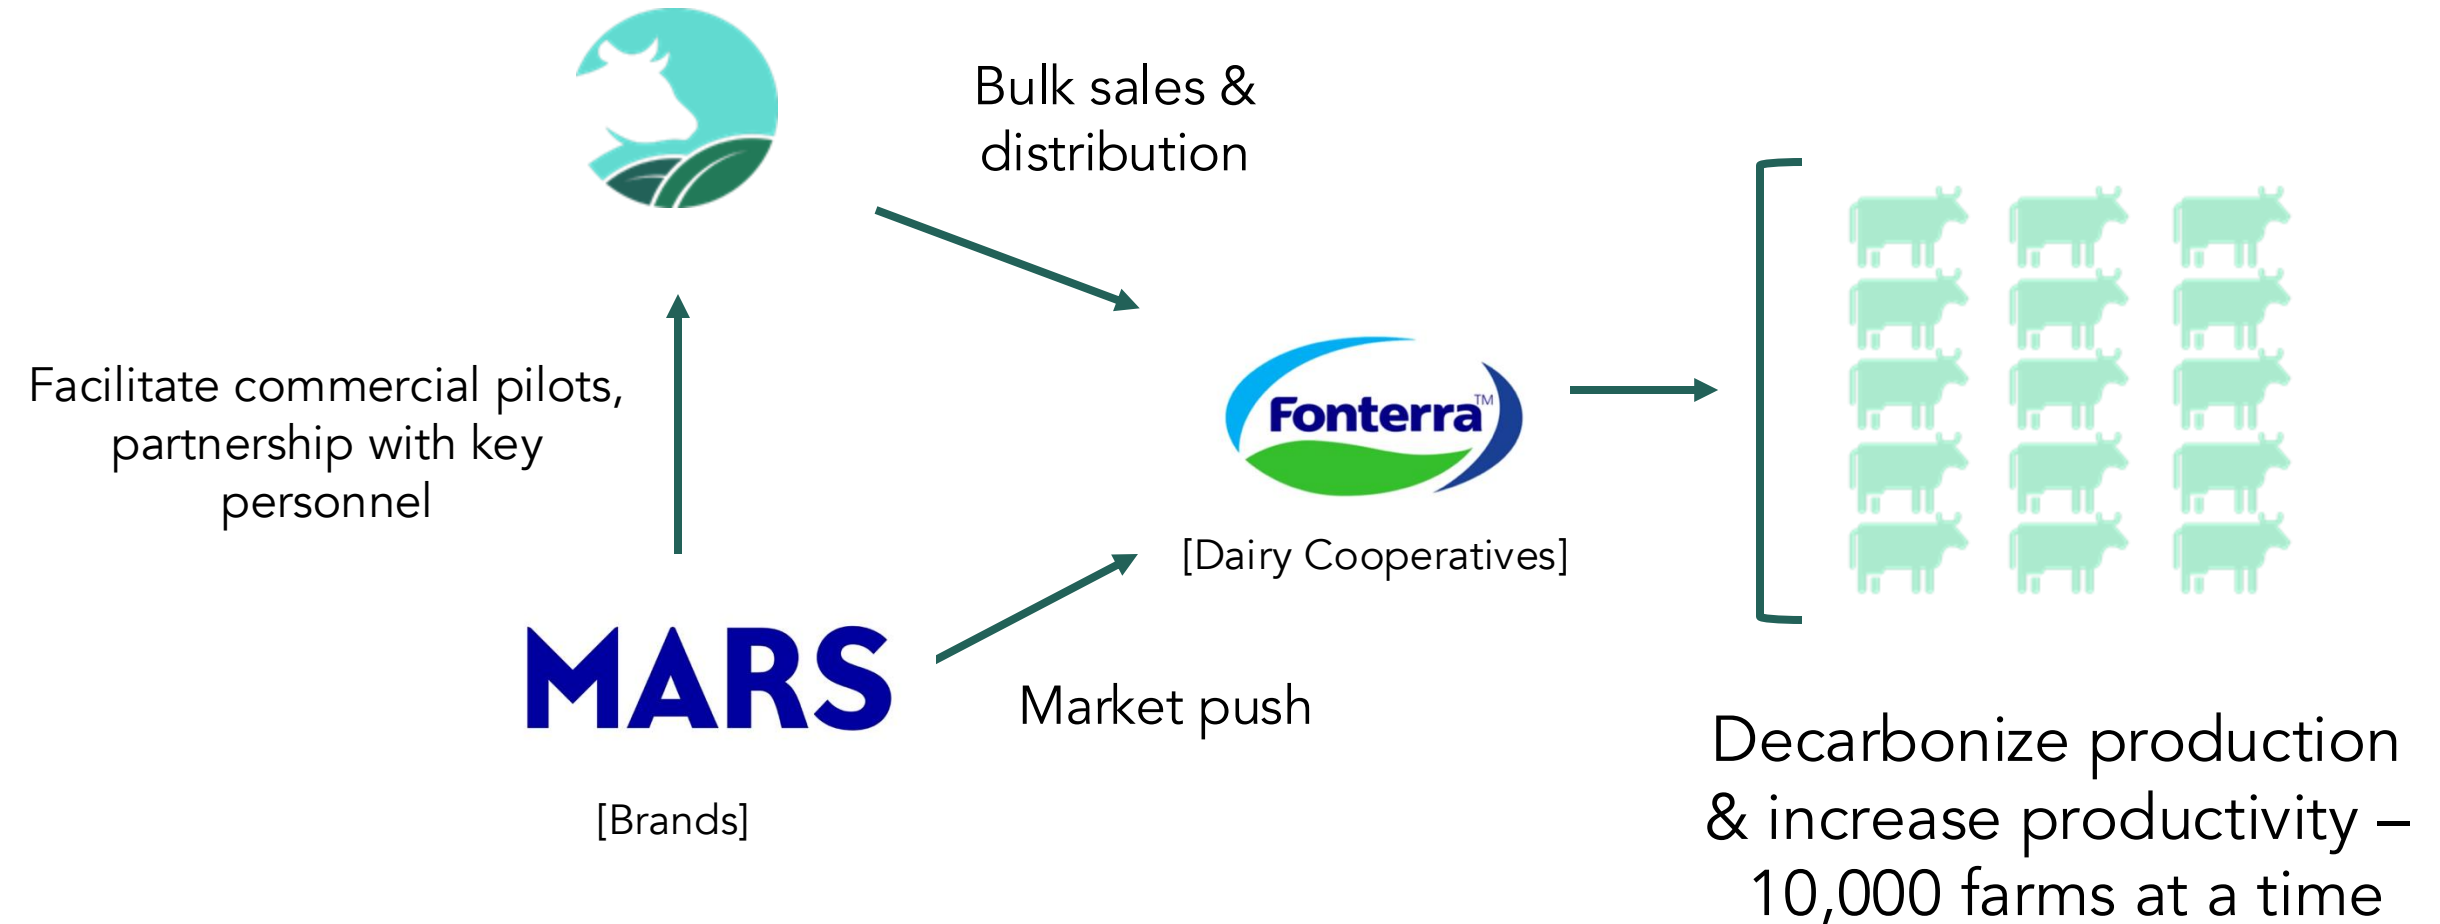 Bulk sales &
distribution
Facilitate commercial pilots,
partnership with key
personnel
Fonterra™
[Dairy Cooperatives]
MARS
Market push
[Brands]
Decarbonize production
& increase productivity –
10,000 farms at a time